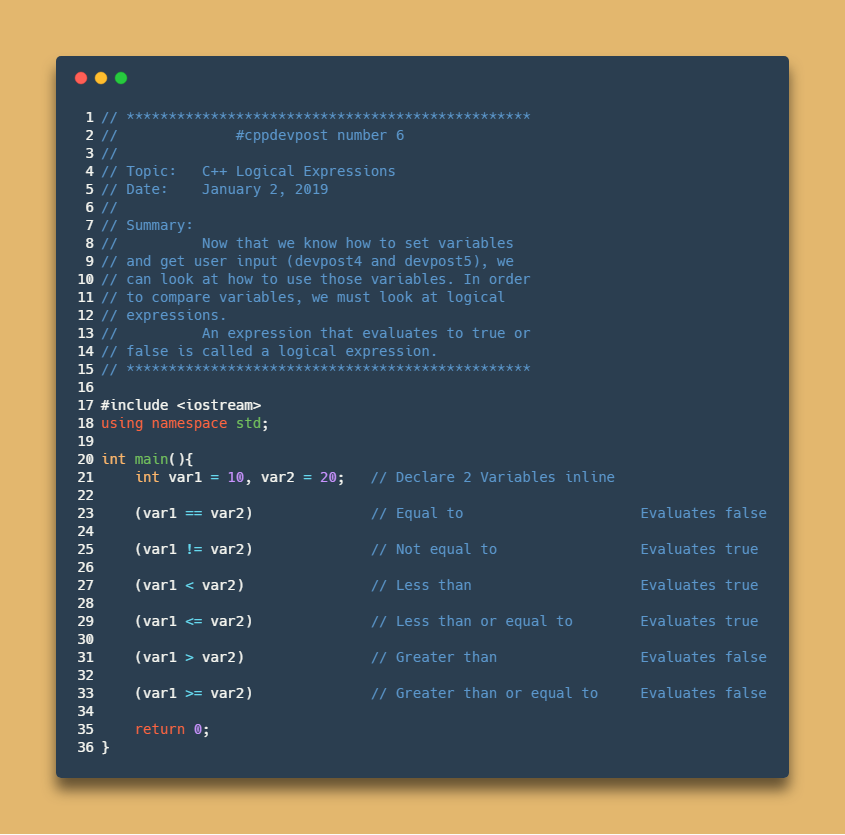 1 // ************************************************
2 //              #cppdevpost number 6
3 //
4 // Topic:   C++ Logical Expressions
5 // Date:    January 2, 2019
6 //
7 // Summary:
8 //          Now that we know how to set variables
9 // and get user input (devpost4 and devpost5), we
10 // can look at how to use those variables. In order
11 // to compare variables, we must look at logical
12 // expressions.
13 //          An expression that evaluates to true or
14 // false is called a logical expression.
15 // ************************************************
16
17 #include <iostream>
18 using namespace std;
19
20 int main(){
21     int var1 = 10, var2 = 20;   // Declare 2 Variables inline
22
23     (var1 == var2)              // Equal to                     Evaluates false
24
25     (var1 != var2)              // Not equal to                 Evaluates true
26
27     (var1 < var2)               // Less than                    Evaluates true
28
29     (var1 <= var2)              // Less than or equal to        Evaluates true
30
31     (var1 > var2)               // Greater than                 Evaluates false
32
33     (var1 >= var2)              // Greater than or equal to     Evaluates false
34
35     return 0;
36 }